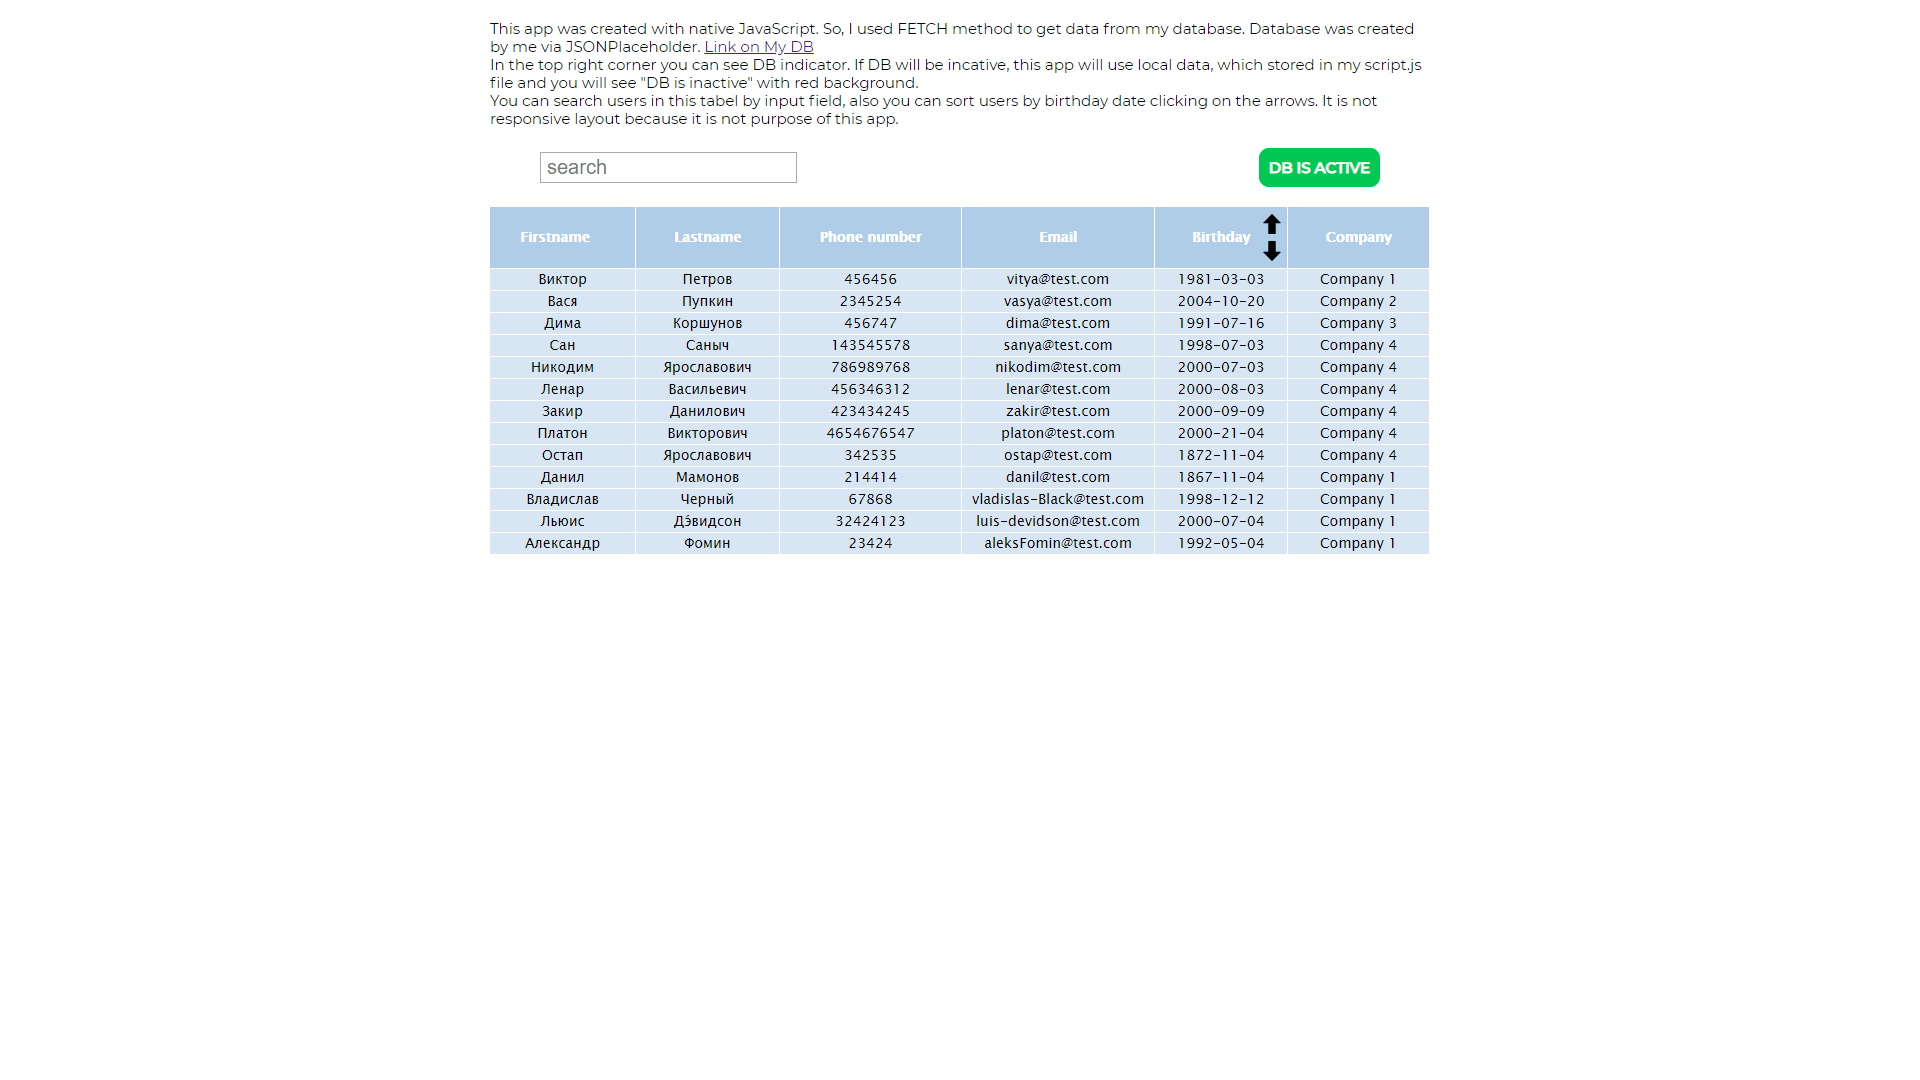 This app was created with native JavaScript. So, I used FETCH method to get data from my database. Database was created
by me via JSONPlaceholder. Link on My DB
In the top right corner you can see DB indicator. If DB will be incative, this app will use local data, which stored in my script.js
file and you will see "DB is inactive" with red background.
You can search users in this tabel by input field, also you can sort users by birthday date clicking on the arrows. It is not
responsive layout because it is not purpose of this app.
search DB IS ACTIVE
Firstname Lastname Phone number Email Birthday Company
Виктор Петров 456456 vitya@test.com 1981-03-03 Company 1
Вася Пупкин 2345254 vasya@test.com 2004-10-20 Company 2
Дима Коршунов 456747 dima@test.com 1991-07-16 Company 3
Сан Саныч 143545578 sanya@test.com 1998-07-03 Company 4
Никодим Ярославович 786989768 nikodim@test.com 2000-07-03 Company 4
Ленар Васильевич 456346312 lenar@test.com 2000-08-03 Company 4
Закир Данилович 423434245 zakir@test.com 2000-09-09 Company 4
Платон Викторович 4654676547 platon@test.com 2000-21-04 Company 4
Остап Ярославович 342535 ostap@test.com 1872-11-04 Company 4
Данил Мамонов 214414 danil@test.com 1867-11-04 Company 1
Владислав Черный 67868 vladislas-Black@test.com 1998-12-12 Company 1
Льюис Дэ́видсон 32424123 luis-devidson@test.com 2000-07-04 Company 1
Александр Фомин 23424 aleksFomin@test.com 1992-05-04 Company 1